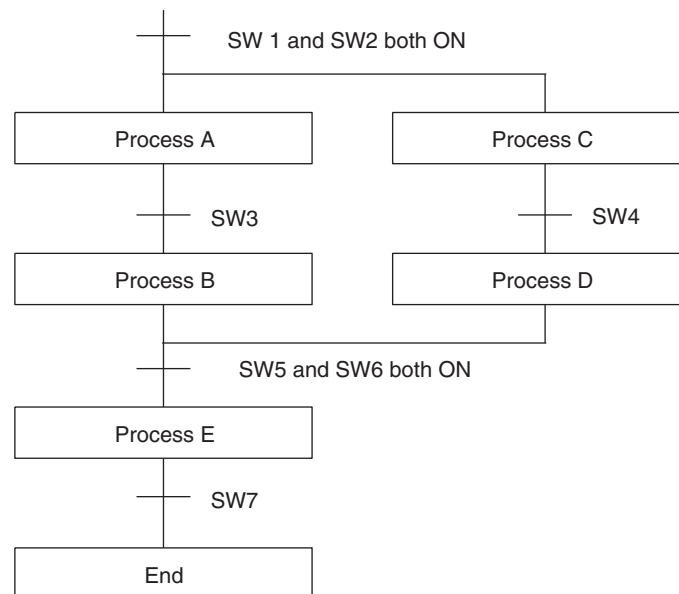 SW 1 and SW2 both ON
Process A
Process C
SW3
SW4
Process B
Process D
SW5 and SW6 both ON
Process E
SW7
End